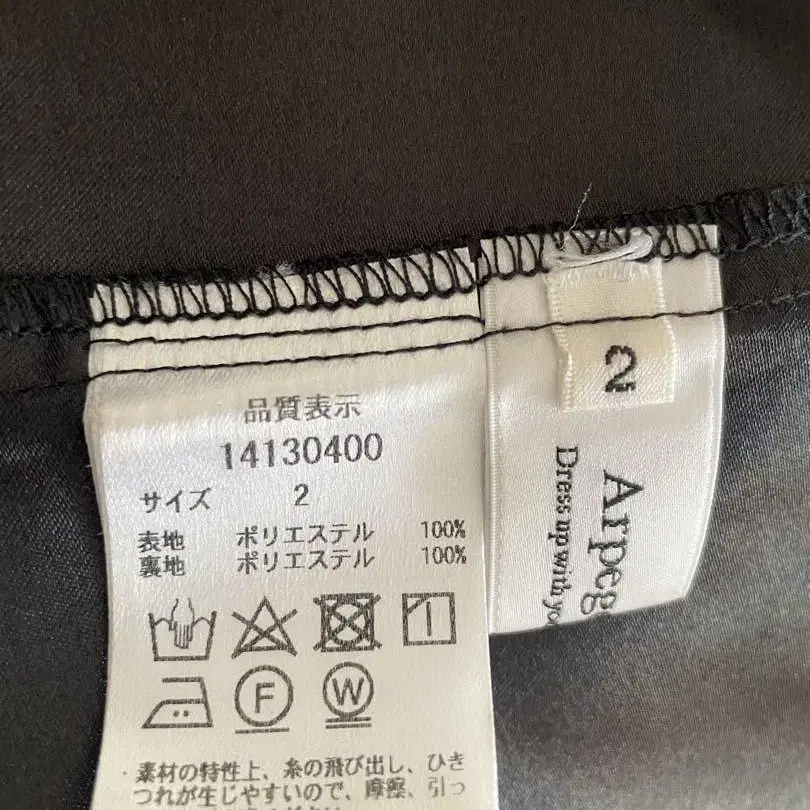 品質表示
14130400
サイズ 2
表地 ポリエステル 100%
裏地 ポリエステル 100%
F
W
素材の特性上、糸の飛び出し、ひき
つれが生じやすいので、摩擦、引っ
2
Dress up with